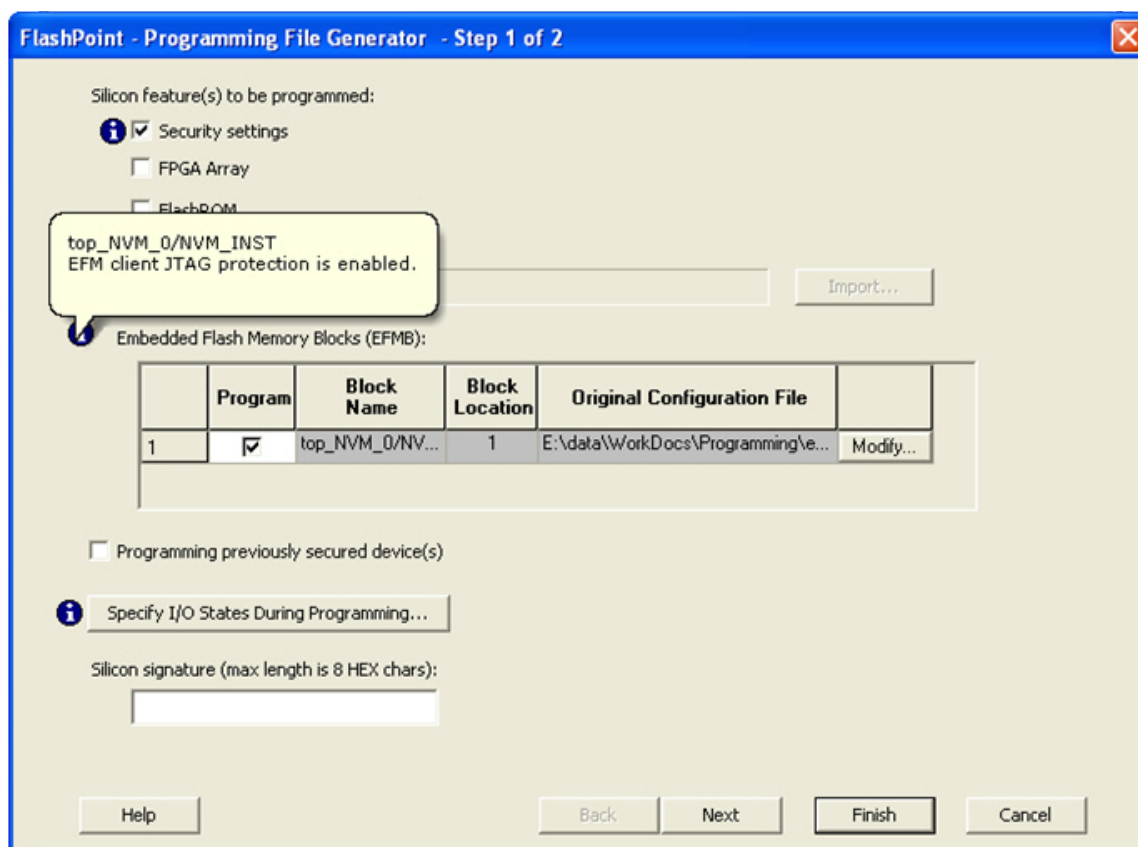 FlashPoint - Programming File Generator - Step 1 of 2
Silicon feature(s) to be programmed:
Security settings
FPGA Array
FlashROM
top_NVM_0/NVM_INST
EFM client JTAG protection is enabled.
Import...
Embedded Flash Memory Blocks (EFMB):
Program Block Name Block Location Original Configuration File
1 top_NVM_0/NV... 1 E:\data\WorkDocs\Programming\e... Modify...
Programming previously secured device(s)
Specify I/O States During Programming...
Silicon signature (max length is 8 HEX chars):
Help Back Next Finish Cancel